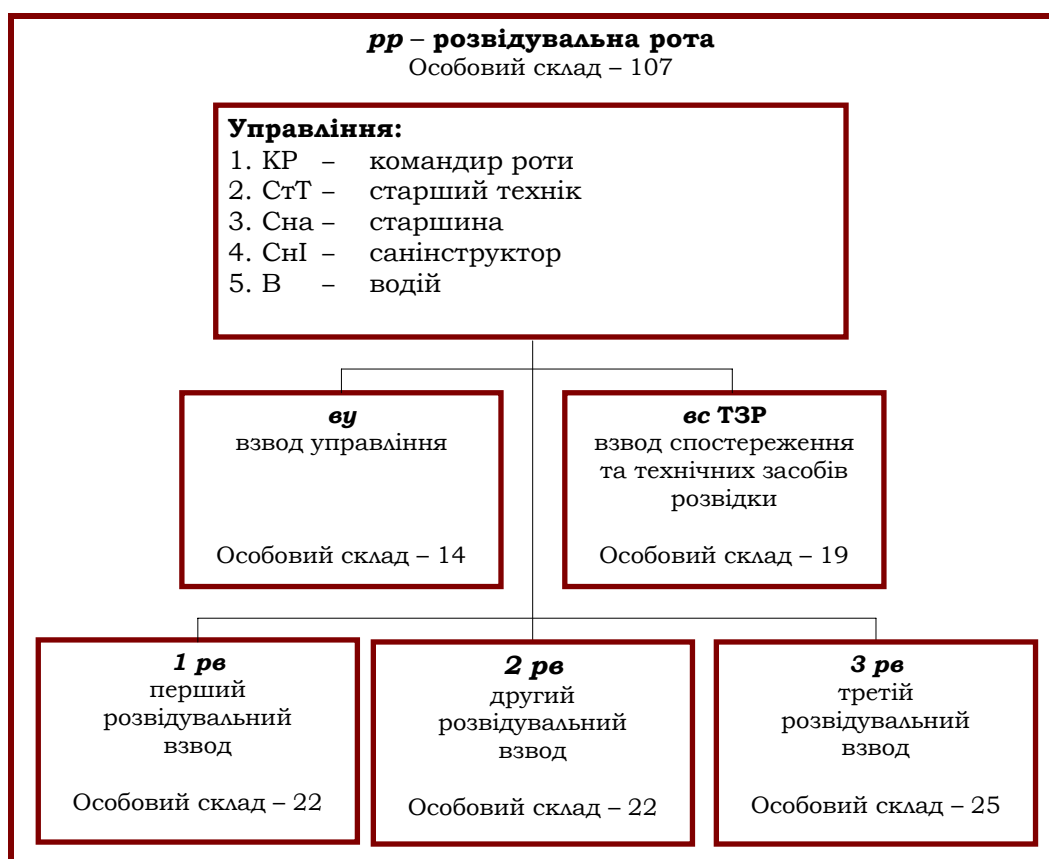 рр – розвідувальна рота
Особовий склад – 107
Управління:
1. КР – командир роти
2. СтТ – старший технік
3. Сна – старшина
4. СнІ – санінструктор
5. В – водій
ву
взвод управління
Особовий склад – 14
вс ТЗР
взвод спостереження
та технічних засобів
розвідки
Особовий склад – 19
1 рв
перший
розвідувальний
взвод
Особовий склад – 22
2 рв
другий
розвідувальний
взвод
Особовий склад – 22
3 рв
третій
розвідувальний
взвод
Особовий склад – 25